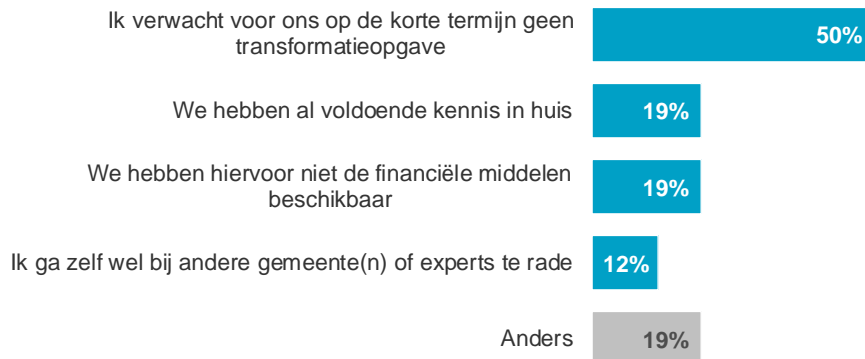 Ik verwacht voor ons op de korte termijn geen
transformatieopgave
50%
We hebben al voldoende kennis in huis
19%
We hebben hiervoor niet de financiële middelen
beschikbaar
19%
Ik ga zelf wel bij andere gemeente(n) of experts te rade
12%
Anders
19%